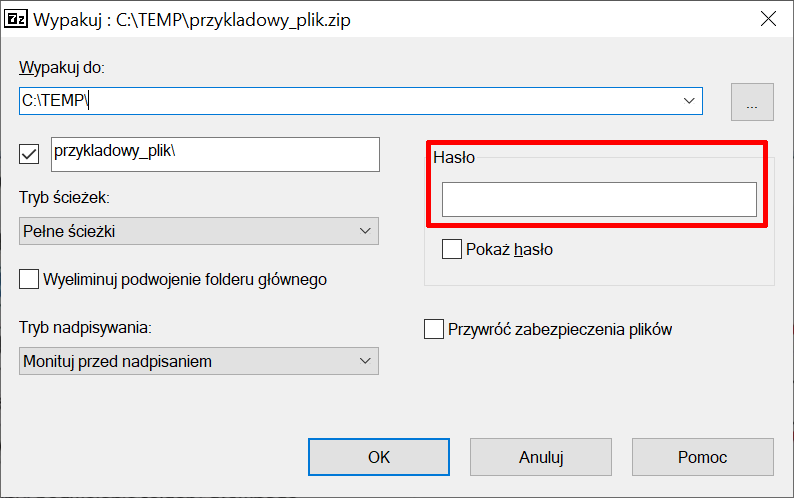 7z Wypakuj : C:\TEMP\przykladowy_plik.zip
Wypakuj do:
C:\TEMP\
...
przykladowy_plik\
Hasło
Tryb ścieżek:
Pełne ścieżki
Pokaż hasło
Wyeliminuj podwojenie folderu głównego
Tryb nadpisywania:
Przywróć zabezpieczenia plików
Monituj przed nadpisaniem
OK
Anuluj
Pomoc